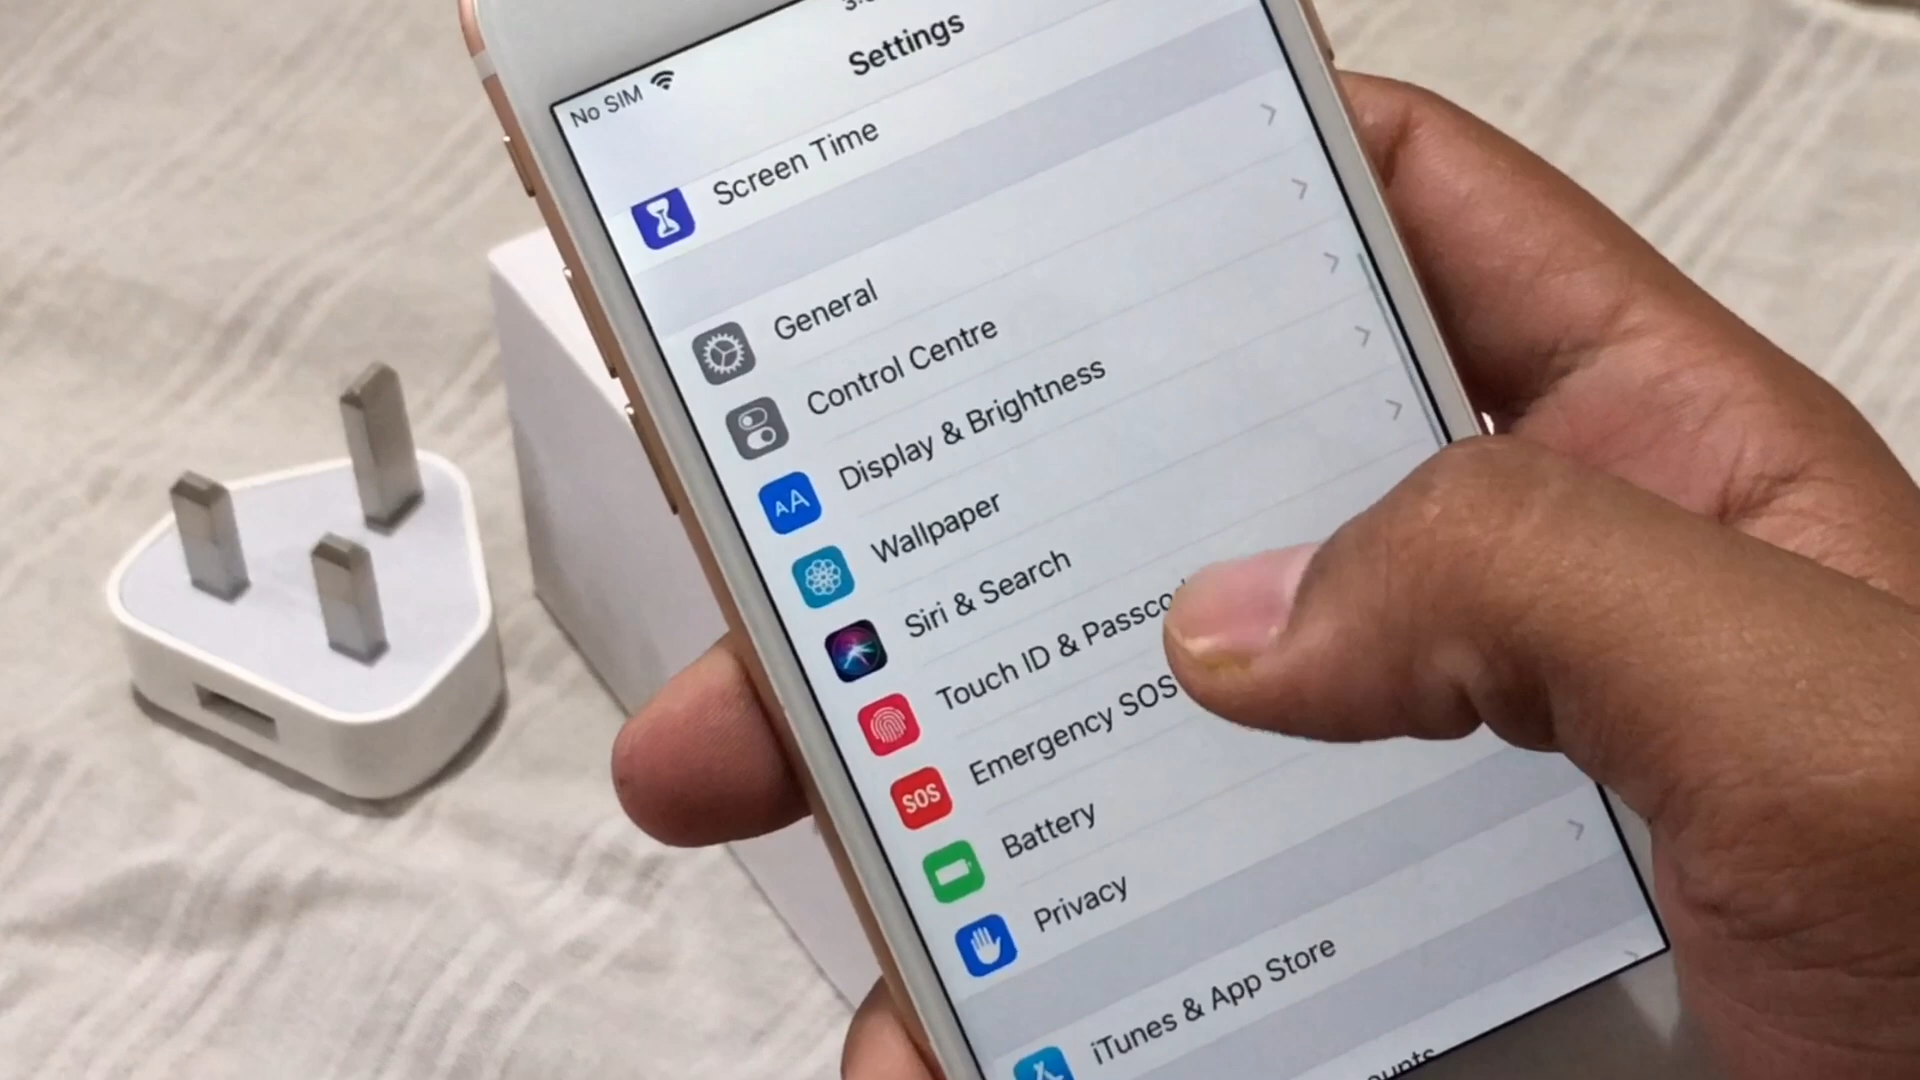 No SIM
Settings
Screen Time
General
Control Centre
AA
Display & Brightness
Wallpaper
Siri & Search
Touch ID & Passco
SOS
Emergency SOS
Battery
Privacy
iTunes & App Store